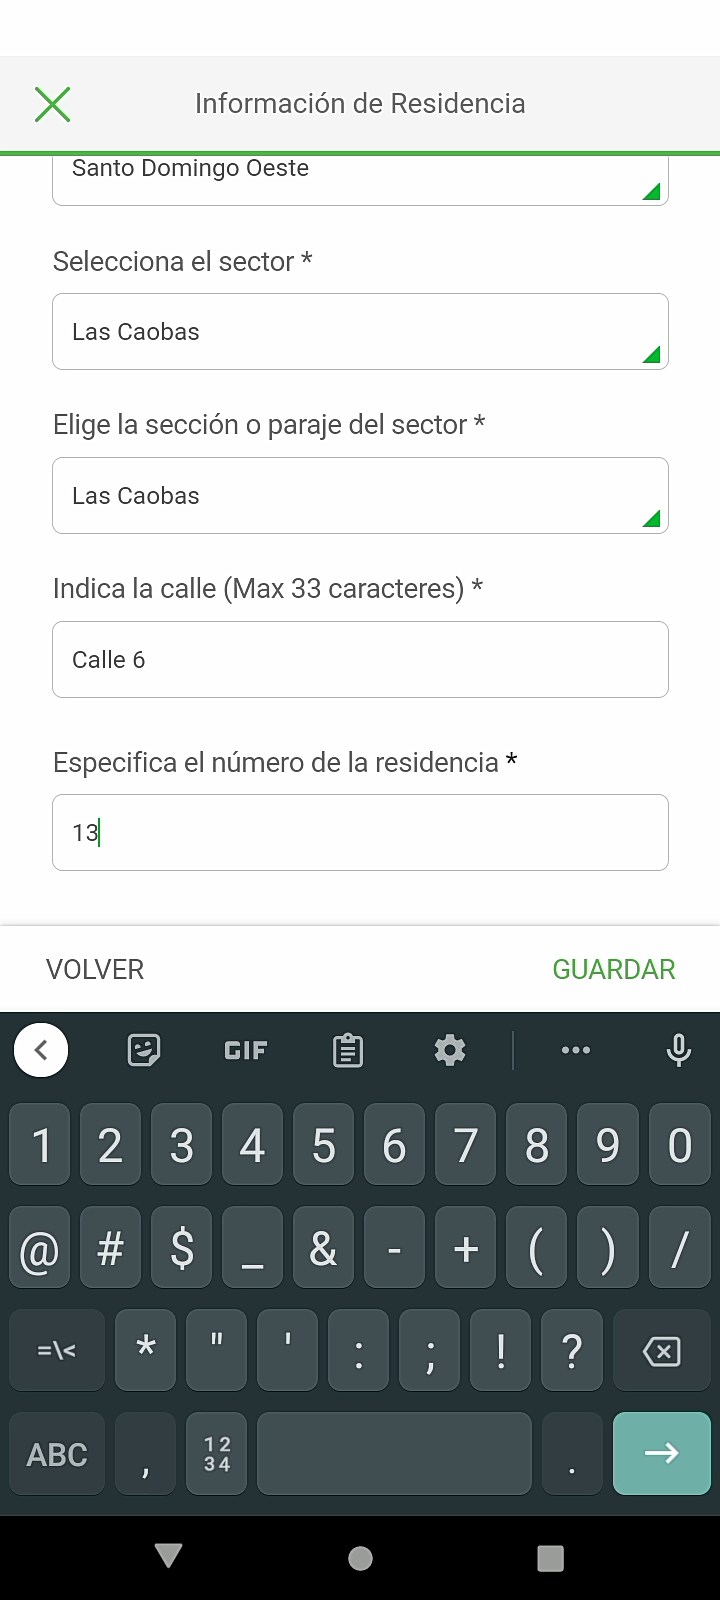 Información de Residencia
Santo Domingo Oeste
Selecciona el sector *
Las Caobas
Elige la sección o paraje del sector *
Las Caobas
Indica la calle (Max 33 caracteres) *
Calle 6
Especifica el número de la residencia *
13
VOLVER GUARDAR
GIF
1 2 3 4 5 6 7 8 9 0
@ # $ _ & - + ( ) /
=\< * " ' : ; ! ?
ABC , 12 34 .